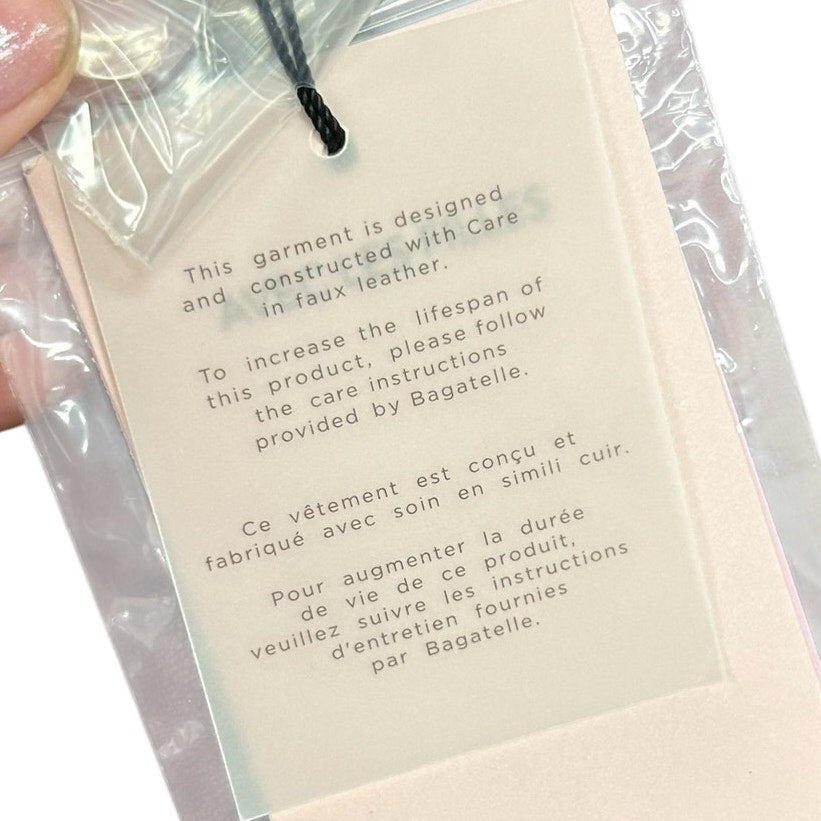 This garment is designed
and constructed with Care
in faux leather.
To increase the lifespan of
this product, please follow
the care instructions
provided by Bagatelle.
Ce vêtement est conçu et
fabriqué avec soin en simili cuir.
Pour augmenter la durée
de vie de ce produit,
veuillez suivre les instructions
d'entretien fournies
par Bagatelle.